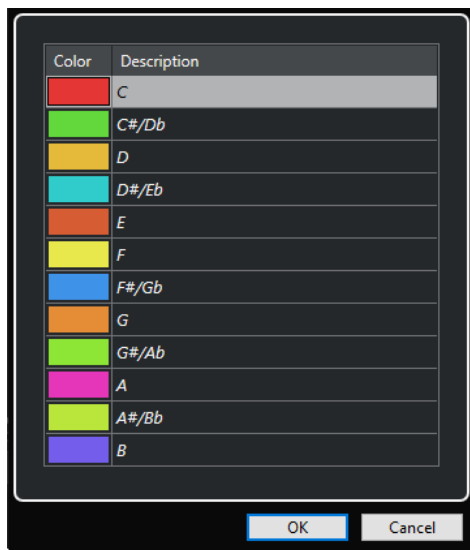 Color Description
C
C#/Db
D
D#/Eb
E
F
F#/Gb
G
G#/Ab
A
A#/Bb
B
OK Cancel